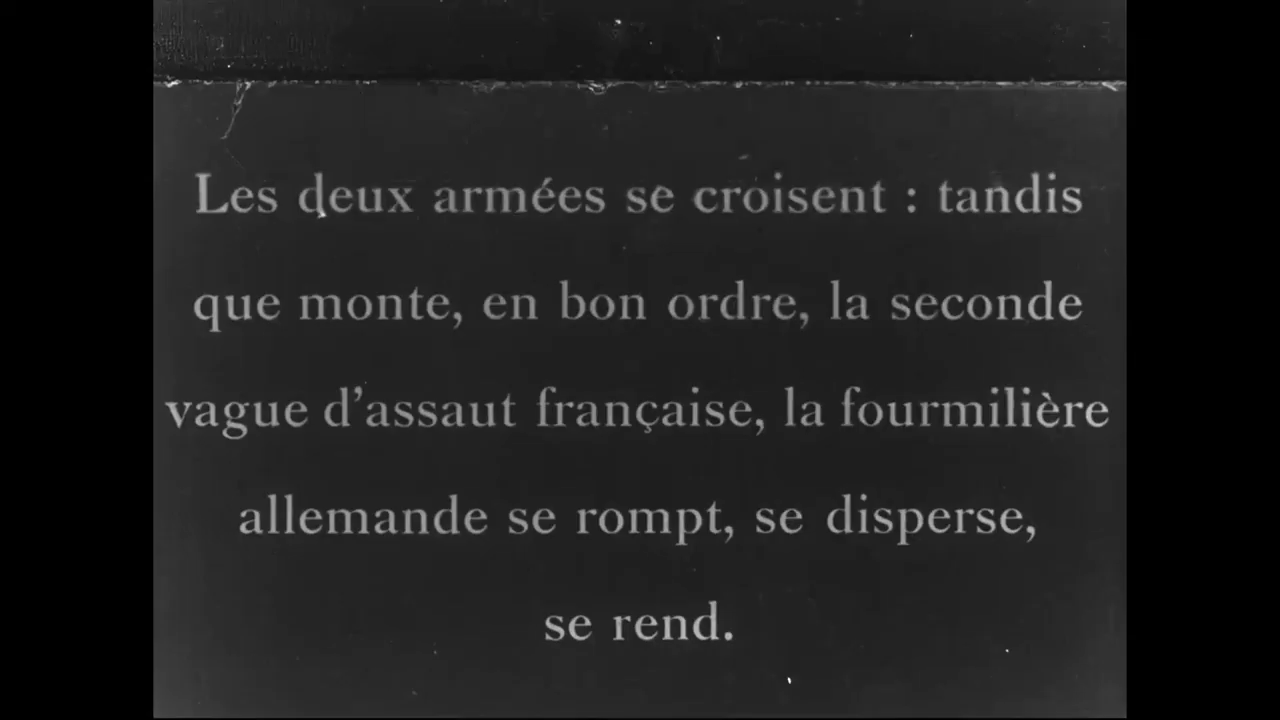 Les deux armées se croisent : tandis
que monte, en bon ordre, la seconde
vague d'assaut française, la fourmilière
allemande se rompt, se disperse,
se rend.